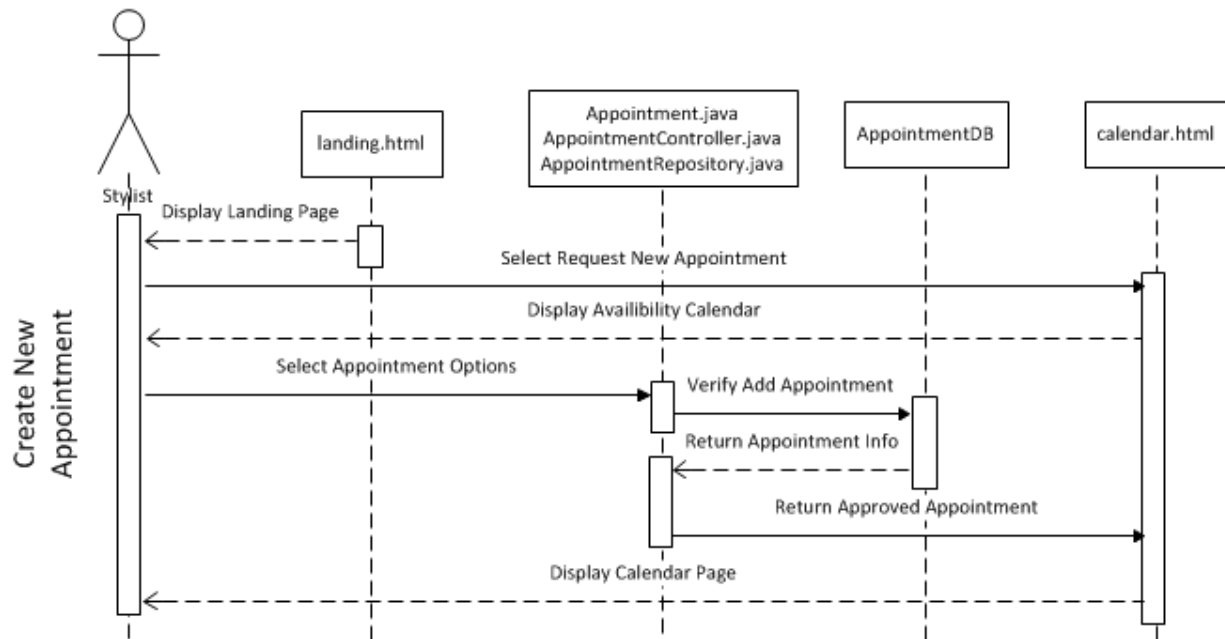 Appointment.java
AppointmentController.java
AppointmentRepository.java
landing.html
AppointmentDB
calendar.html
Stylist
Display Landing Page
Select Request New Appointment
Display Availibility Calendar
Select Appointment Options
Verify Add Appointment
Return Appointment Info
Return Approved Appointment
Display Calendar Page
Create New
Appointment